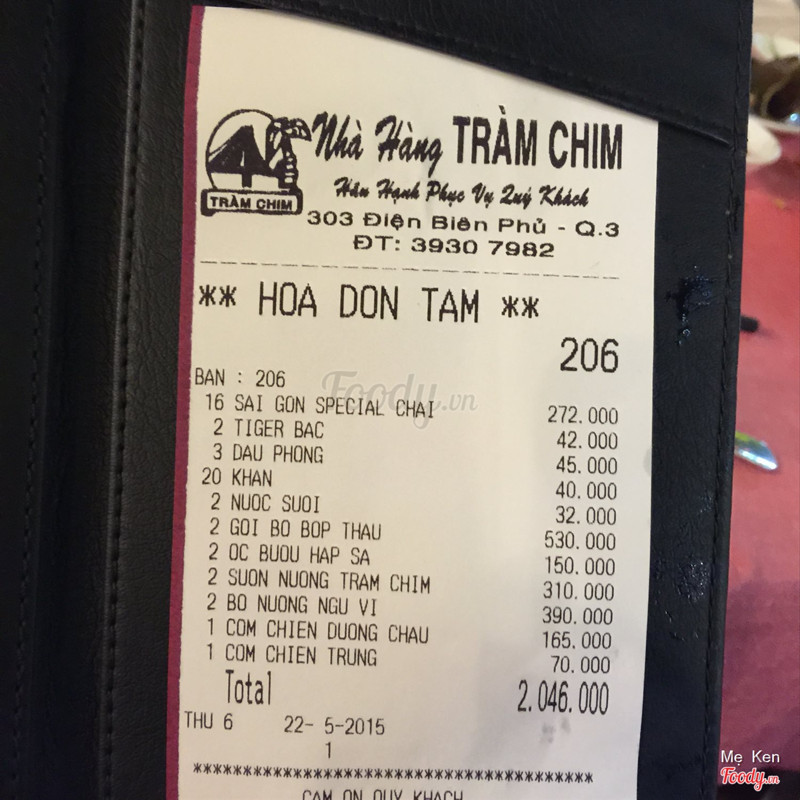 Nhà Hàng TRÀM CHIM
TRÀM CHIM
Hân Hạnh Phục Vụ Quý Khách
303 Điện Biên Phủ - Q.3
ĐT: 3930 7982
** HOA DON TAM **
206
BAN : 206
16 SAI GON SPECIAL CHAI 272.000
2 TIGER BAC 42.000
3 DAU PHONG 45.000
20 KHAN 40.000
2 NUOC SUOI 32.000
2 GOI BO BOP THAU 530.000
2 OC BUOU HAP SA 150.000
2 SUON NUONG TRAM CHIM 310.000
2 BO NUONG NGU VI 390.000
1 COM CHIEN DUONG CHAU 165.000
1 COM CHIEN TRUNG 70.000
Total 2.046.000
THU 6 22- 5-2015
1
****************************************
CAM ON QUY KHACH
Foody.vn
Mẹ Ken
Foody.vn